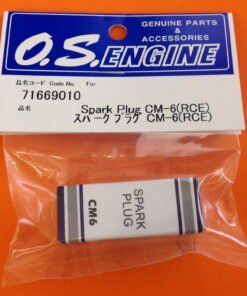 GENUINE PARTS
&
ACCESSORIES
O.S.ENGINE
品名コード Code No. For
71669010
品名 Spark Plug CM-6(RCE)
スパーク プラグ CM-6(RCE)
SPARK
PLUG
CM6